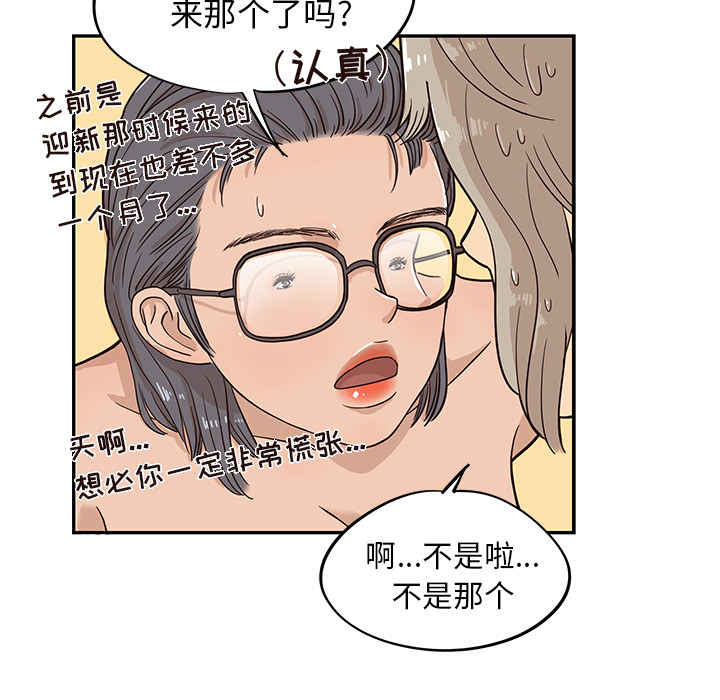 来那个了吗?
(认真)
之前是
迎新那时候来的
到现在也差不多
一个月了...
天啊...
想必你一定非常慌张...
啊...不是啦...
不是那个